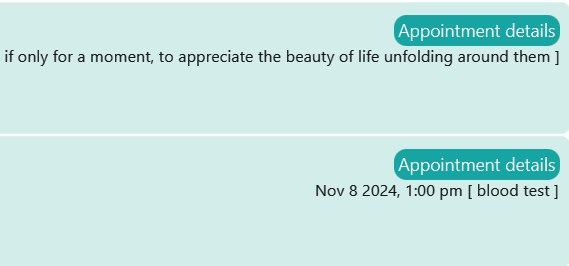 Appointment details
if only for a moment, to appreciate the beauty of life unfolding around them ]
Appointment details
Nov 8 2024, 1:00 pm [ blood test ]